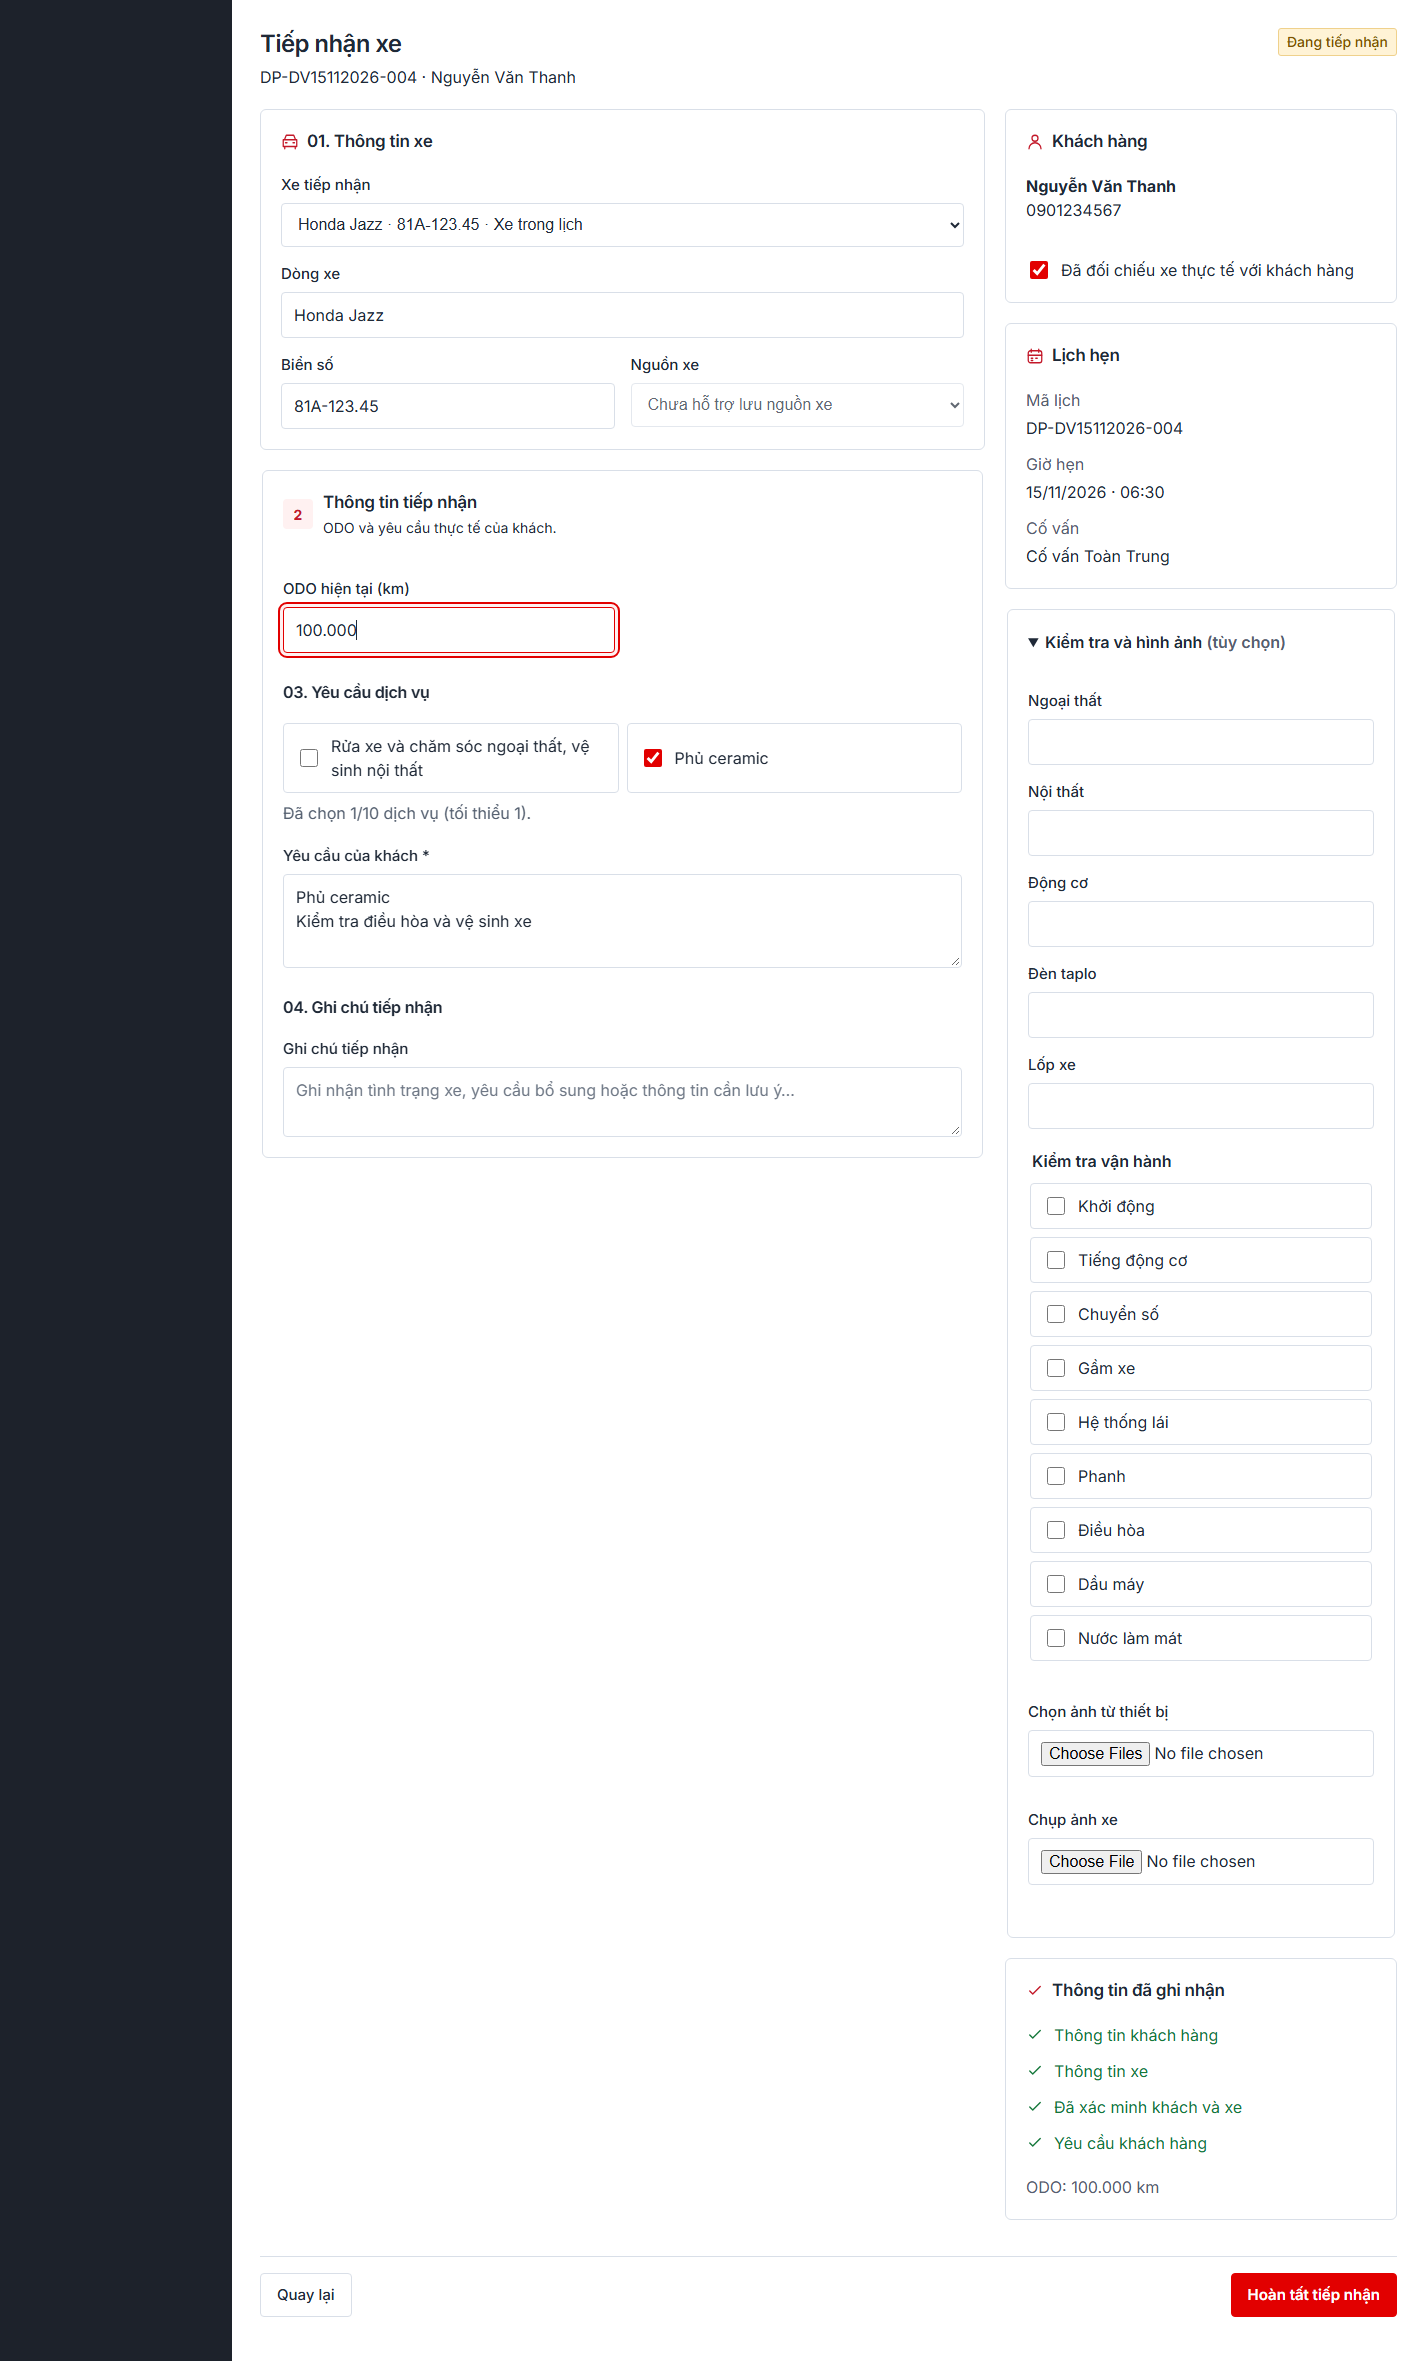 Tiếp nhận xe
Đang tiếp nhận
DP-DV15112026-004 · Nguyễn Văn Thanh
01. Thông tin xe
Xe tiếp nhận
Honda Jazz · 81A-123.45 · Xe trong lịch
Dòng xe
Honda Jazz
Biển số
81A-123.45
Nguồn xe
Chưa hỗ trợ lưu nguồn xe
2
Thông tin tiếp nhận
ODO và yêu cầu thực tế của khách.
ODO hiện tại (km)
100.000
03. Yêu cầu dịch vụ
Rửa xe và chăm sóc ngoại thất, vệ
sinh nội thất
Phủ ceramic
Đã chọn 1/10 dịch vụ (tối thiểu 1).
Yêu cầu của khách *
Phủ ceramic
Kiểm tra điều hòa và vệ sinh xe
04. Ghi chú tiếp nhận
Ghi chú tiếp nhận
Ghi nhận tình trạng xe, yêu cầu bổ sung hoặc thông tin cần lưu ý...
Khách hàng
Nguyễn Văn Thanh
0901234567
Đã đối chiếu xe thực tế với khách hàng
Lịch hẹn
Mã lịch
DP-DV15112026-004
Giờ hẹn
15/11/2026 · 06:30
Cố vấn
Cố vấn Toàn Trung
Kiểm tra và hình ảnh (tùy chọn)
Ngoại thất
Nội thất
Động cơ
Đèn taplo
Lốp xe
Kiểm tra vận hành
Khởi động
Tiếng động cơ
Chuyển số
Gầm xe
Hệ thống lái
Phanh
Điều hòa
Dầu máy
Nước làm mát
Chọn ảnh từ thiết bị
Choose Files No file chosen
Chụp ảnh xe
Choose File No file chosen
Thông tin đã ghi nhận
Thông tin khách hàng
Thông tin xe
Đã xác minh khách và xe
Yêu cầu khách hàng
ODO: 100.000 km
Quay lại
Hoàn tất tiếp nhận